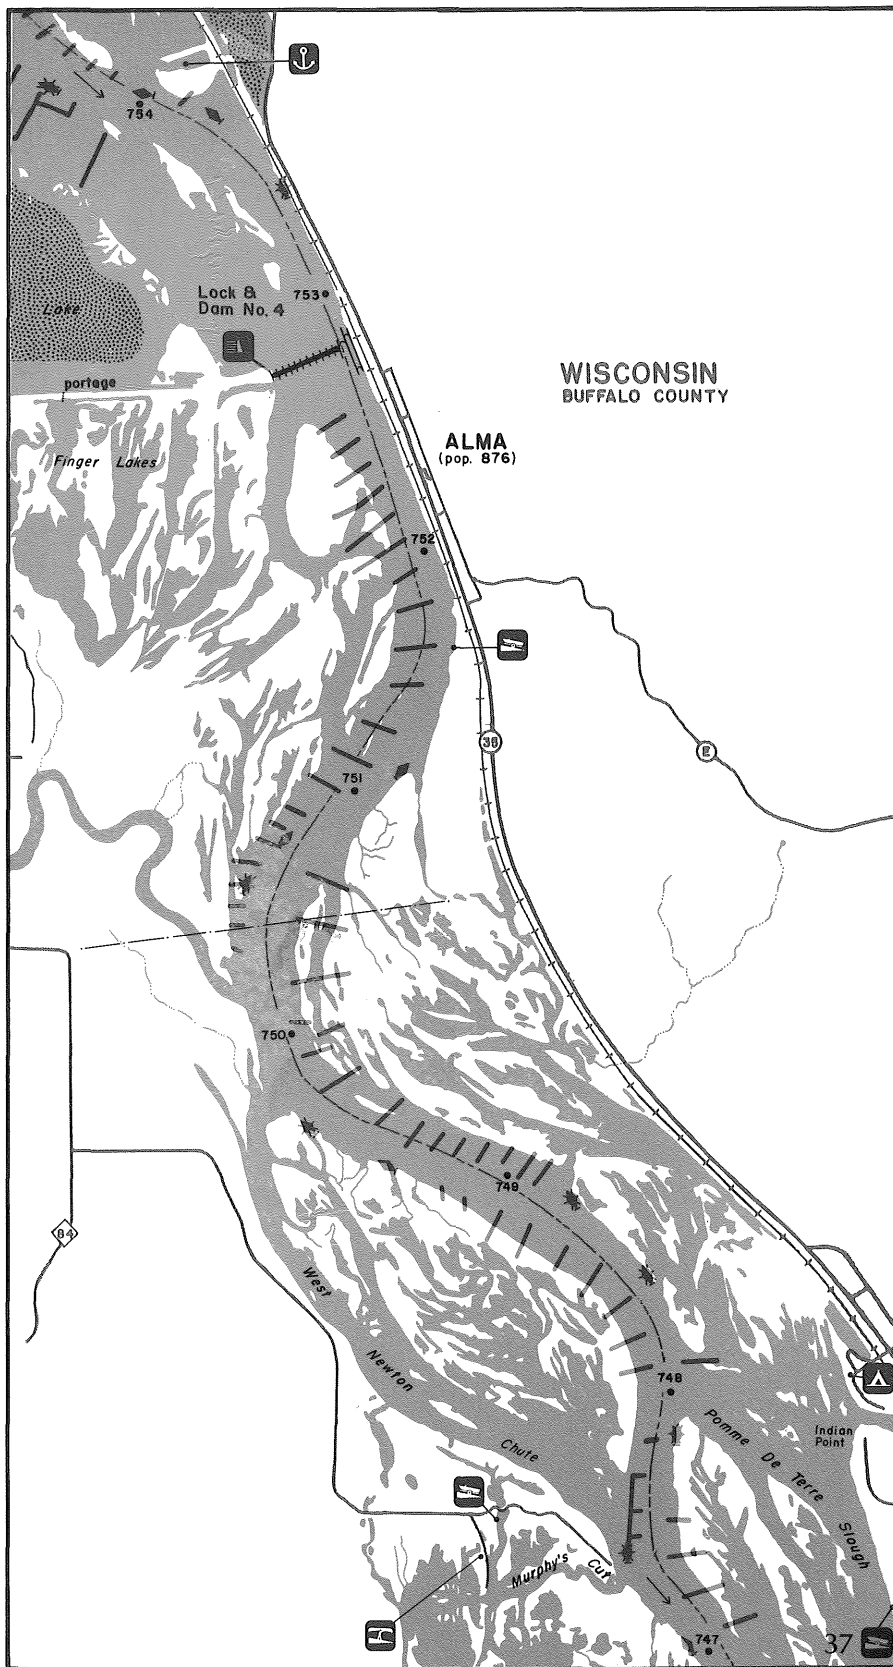 754
753
Lock &
Dam No. 4
Lake
WISCONSIN
BUFFALO COUNTY
portage
ALMA
(pop. 876)
Finger Lakes
752
35
E
751
750
749
84
West
Newton
Chute
748
Pomme De Terre
Slough
Indian
Point
Murphy's Cut
747
37